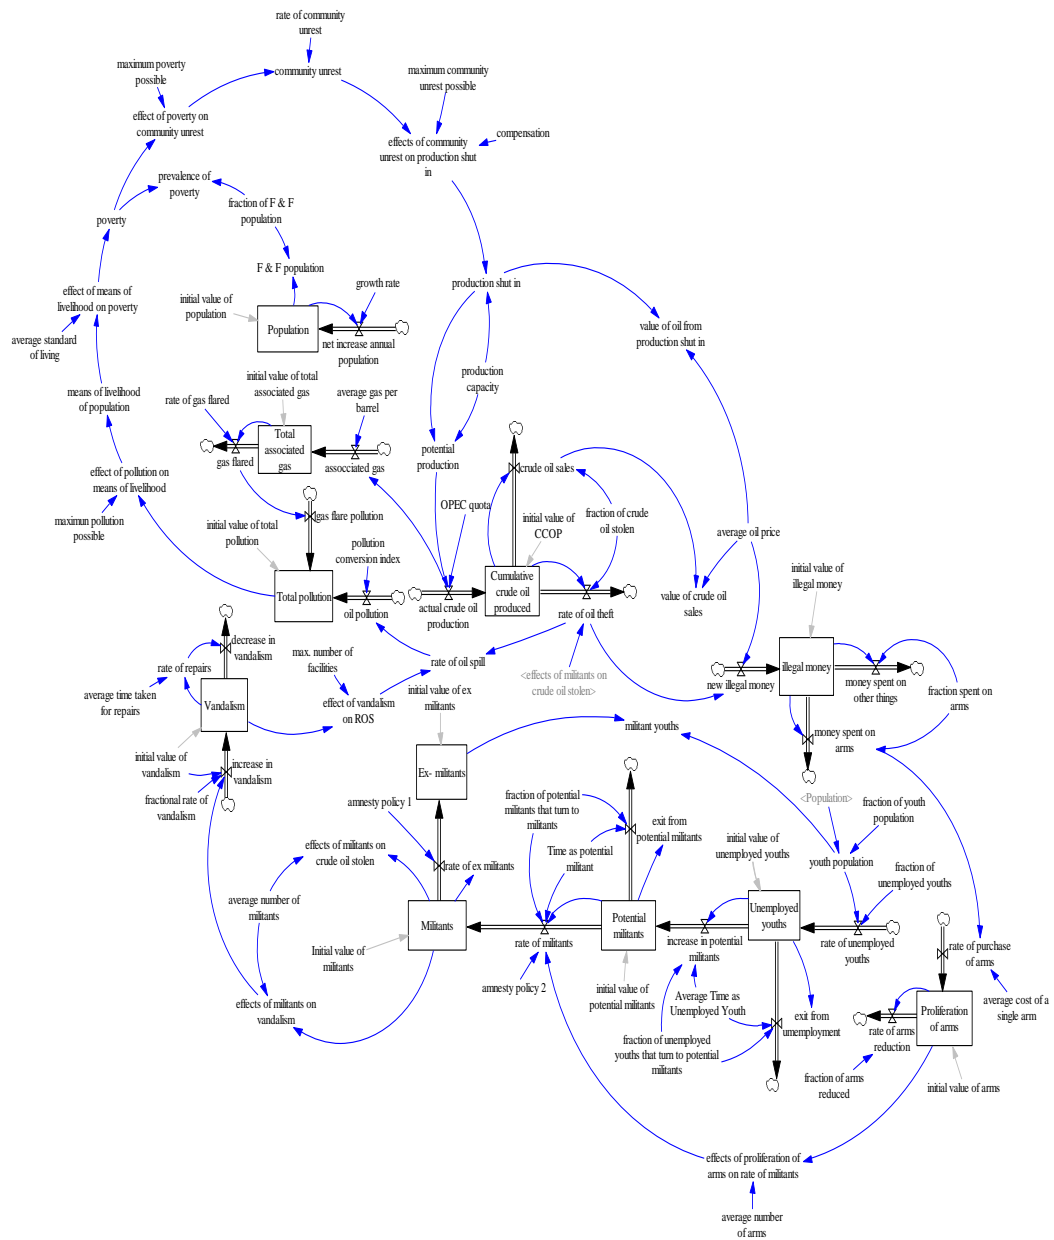 rate of community
unrest
maximum poverty
possible
community unrest
maximum community
unrest possible
effect of poverty on
community unrest
effects of community
unrest on production shut
in
compensation
prevalence of
poverty
fraction of F & F
population
poverty
F & F population
effect of means of
livelihood on poverty
initial value of
population
growth rate
production shut in
Population
net increase annual
population
value of oil from
production shut in
average standard
of living
means of livelihood
of population
initial value of total
associated gas
average gas per
barrel
production
capacity
rate of gas flared
Total
associated
gas
gas flared
assocciated gas
potential
production
crude oil sales
effect of pollution on
means of livelihood
OPEC quota
initial value of
CCOP
fraction of crude
oil stolen
maximun pollution
possible
initial value of total
pollution
gas flare pollution
pollution
conversion index
average oil price
Total pollution
oil pollution
actual crude oil
production
Cumulative
crude oil
produced
rate of oil theft
value of crude oil
sales
initial value of
illegal money
decrease in
vandalism
rate of repairs
max. number of
facilities
rate of oil spill
<effects of militants on
crude oil stolen>
illegal money
new illegal money
money spent on
other things
fraction spent on
arms
average time taken
for repairs
Vandalism
effect of vandalism
on ROS
initial value of ex
militants
militant youths
money spent on
arms
initial value of
vandalism
increase in
vandalism
fractional rate of
vandalism
Ex- militants
amnesty policy 1
fraction of potential
militants that turn to
militants
exit from
potential militants
<Population>
fraction of youth
population
initial value of
unemployed youths
effects of militants on
crude oil stolen
rate of ex militants
Time as potential
militant
youth population
fraction of
unemployed youths
average number of
militants
Militants
Potential
militants
Unemployed
youths
rate of militants
increase in potential
militants
rate of unemployed
youths
rate of purchase
of arms
Initial value of
militants
amnesty policy 2
initial value of
potential militants
Average Time as
Unemployed Youth
exit from
unemployment
average cost of a
single arm
effects of militants on
vandalism
Proliferation
of arms
rate of arms
reduction
fraction of unemployed
youths that turn to potential
militants
fraction of arms
reduced
initial value of arms
effects of proliferation of
arms on rate of militants
average number
of arms